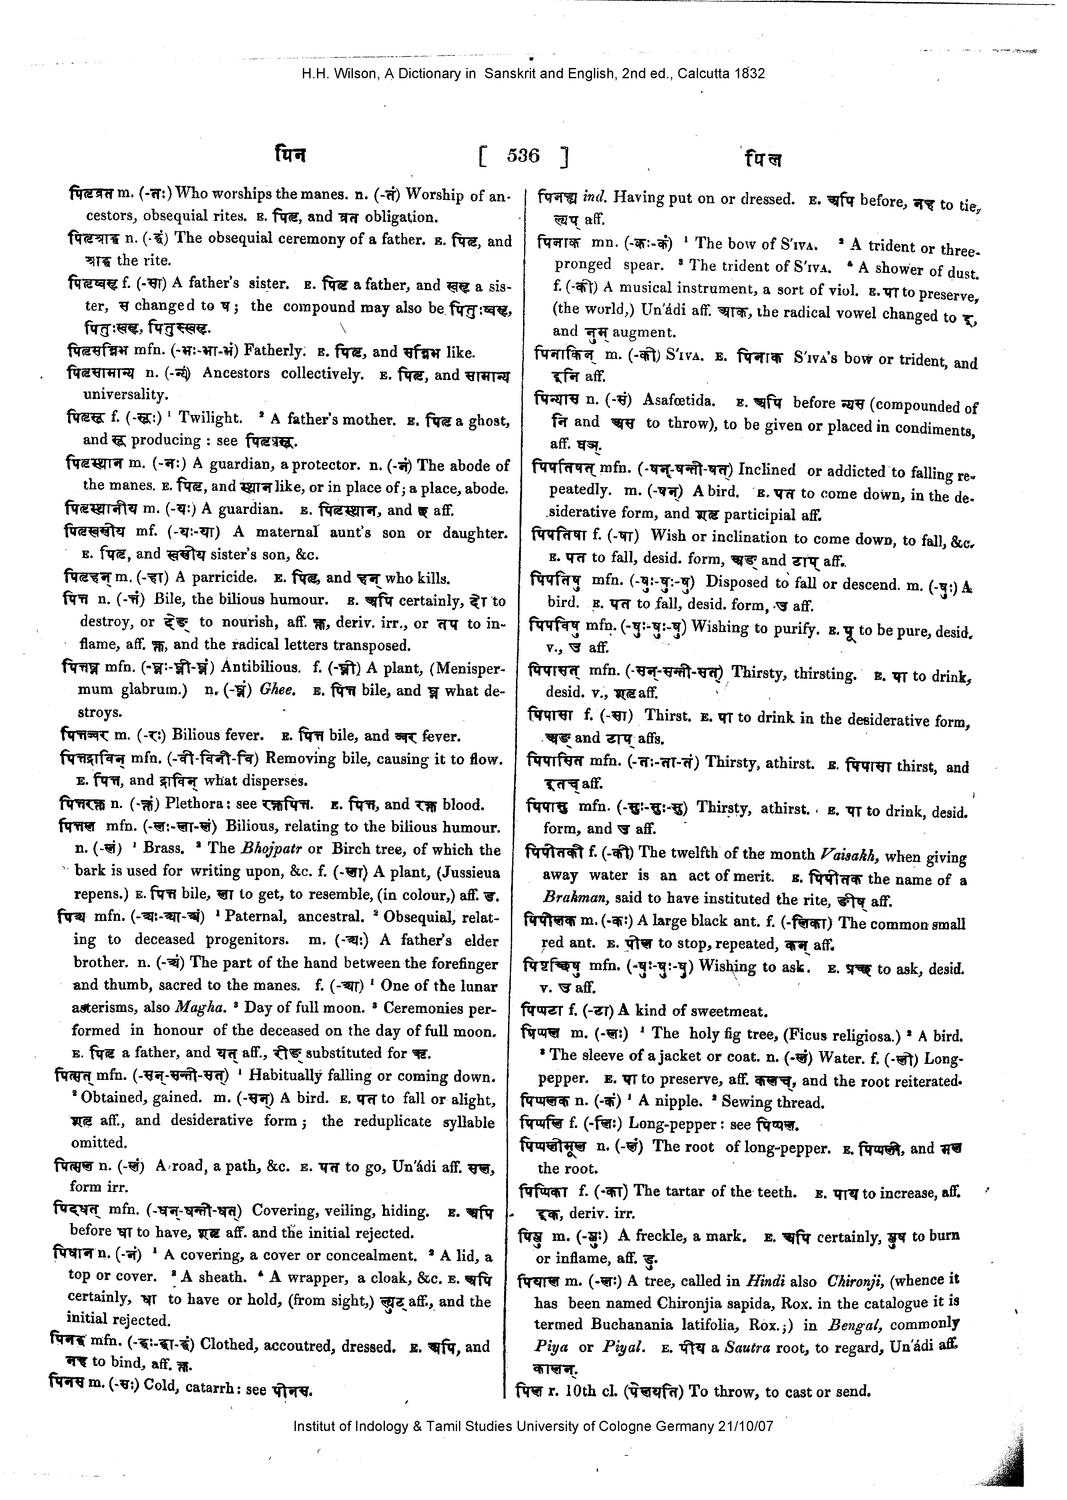 H.H. Wilson, A Dictionary in Sanskrit and English, 2nd ed., Calcutta 1832
पिन [ 536 ] पिल
पितृव्रत m. (-तः) Who worships the manes. n. (-तं) Worship of an-
cestors, obsequial rites. E. पितृ, and व्रत obligation.
पितृश्राद्ध n. (-द्धं) The obsequial ceremony of a father. E. पितृ, and
श्राद्ध the rite.
पितृष्वसृ f. (-सा) A father's sister. E. पितृ a father, and स्वसृ a sis-
ter, स changed to ष; the compound may also be पितुःष्वसृ,
पितुःस्वसृ, पितुस्स्वसृ.
पितृसन्निभ mfn. (-भः-भा-भं) Fatherly. E. पितृ, and सन्निभ like.
पितृसामान्य n. (-न्यं) Ancestors collectively. E. पितृ, and सामान्य
universality.
पितृसू f. (-सूः) ¹ Twilight. ² A father's mother. E. पितृ a ghost,
and सू producing : see पितृप्रसू.
पितृस्थान m. (-नः) A guardian, a protector. n. (-नं) The abode of
the manes. E. पितृ, and स्थान like, or in place of; a place, abode.
पितृस्थानीय m. (-यः) A guardian. E. पितृस्थान, and छ aff.
पितृस्वस्रीय mf. (-यः-या) A maternal aunt's son or daughter.
E. पितृ, and स्वस्रीय sister's son, &c.
पितृहन् m. (-हा) A parricide. E. पितृ, and हन् who kills.
पित्त n. (-त्तं) Bile, the bilious humour. E. अपि certainly, दो to
destroy, or देङ् to nourish, aff. क्त, deriv. irr., or तप to in-
flame, aff. क्त, and the radical letters transposed.
पित्तघ्न mfn. (-घ्नः-घ्नी-घ्नं) Antibilious. f. (-घ्नी) A plant, (Menisper-
mum glabrum.) n. (-घ्नं) Ghee. E. पित्त bile, and घ्न what de-
stroys.
पित्तज्वर m. (-रः) Bilious fever. E. पित्त bile, and ज्वर fever.
पित्तद्राविन् mfn. (-वी-विनी-वि) Removing bile, causing it to flow.
E. पित्त, and द्राविन् what disperses.
पित्तरक्त n. (-क्तं) Plethora : see रक्तपित्त. E. पित्त, and रक्त blood.
पित्तल mfn. (-लः-ला-लं) Bilious, relating to the bilious humour.
n. (-लं) ¹ Brass. ² The Bhojpatr or Birch tree, of which the
bark is used for writing upon, &c. f. (-ला) A plant, (Jussieua
repens.) E. पित्त bile, ला to get, to resemble, (in colour,) aff. ड.
पित्र्य mfn. (-त्र्यः-त्र्या-त्र्यं) ¹ Paternal, ancestral. ² Obsequial, relat-
ing to deceased progenitors. m. (-त्र्यः) A father's elder
brother. n. (-त्र्यं) The part of the hand between the forefinger
and thumb, sacred to the manes. f. (-त्र्या) ¹ One of the lunar
asterisms, also Magha. ² Day of full moon. ³ Ceremonies per-
formed in honour of the deceased on the day of full moon.
E. पितृ a father, and यत् aff., रीङ् substituted for ऋ.
पित्सत् mfn. (-सन्-सन्ती-सत्) ¹ Habitually falling or coming down.
² Obtained, gained. m. (-सन्) A bird. E. पत to fall or alight,
शतृ aff., and desiderative form; the reduplicate syllable
omitted.
पित्सल n. (-लं) A road, a path, &c. E. पत to go, Un'ádi aff. सल,
form irr.
पिदधत् mfn. (-धन्-धन्ती-धत्) Covering, veiling, hiding. E. अपि
before धा to have, शतृ aff. and the initial rejected.
पिधान n. (-नं) ¹ A covering, a cover or concealment. ² A lid, a
top or cover. ³ A sheath. ⁴ A wrapper, a cloak, &c. E. अपि
certainly, धा to have or hold, (from sight,) ल्युट् aff., and the
initial rejected.
पिनद्ध mfn. (-द्धः-द्धा-द्धं) Clothed, accoutred, dressed. E. अपि, and
नह to bind, aff. क्त.
पिनस m. (-सः) Cold, catarrh : see पीनस.
पिनह्य ind. Having put on or dressed. E. अपि before, नह to tie,
ल्यप् aff.
पिनाक mn. (-कः-कं) ¹ The bow of S'IVA. ² A trident or three-
pronged spear. ³ The trident of S'IVA. ⁴ A shower of dust.
f. (-की) A musical instrument, a sort of viol. E. पा to preserve,
(the world,) Un'ádi aff. आक, the radical vowel changed to इ,
and नुम् augment.
पिनाकिन् m. (-की) S'IVA. E. पिनाक S'IVA's bow or trident, and
इनि aff.
पिन्यास n. (-सं) Asafœtida. E. अपि before न्यस (compounded of
नि and अस to throw), to be given or placed in condiments,
aff. घञ्.
पिपतिषत् mfn. (-षन्-षन्ती-षत्) Inclined or addicted to falling re-
peatedly. m. (-षन्) A bird. E. पत to come down, in the de-
siderative form, and शतृ participial aff.
पिपतिषा f. (-षा) Wish or inclination to come down, to fall, &c.
E. पत to fall, desid. form, अङ् and टाप् aff.
पिपतिषु mfn. (-षुः-षुः-षु) Disposed to fall or descend. m. (-षुः) A
bird. E. पत to fall, desid. form, उ aff.
पिपविषु mfn. (-षुः-षुः-षु) Wishing to purify. E. पू to be pure, desid.
v., उ aff.
पिपासत् mfn. (-सन्-सन्ती-सत्) Thirsty, thirsting. E. पा to drink,
desid. v., शतृ aff.
पिपासा f. (-सा) Thirst. E. पा to drink in the desiderative form,
अङ् and टाप् affs.
पिपासित mfn. (-तः-ता-तं) Thirsty, athirst. E. पिपासा thirst, and
इतच् aff.
पिपासु mfn. (-सुः-सुः-सु) Thirsty, athirst. E. पा to drink, desid.
form, and उ aff.
पिपीतकी f. (-की) The twelfth of the month Vaisakh, when giving
away water is an act of merit. E. पिपीतक the name of a
Brahman, said to have instituted the rite, ङीष् aff.
पिपीलक m. (-कः) A large black ant. f. (-लिका) The common small
red ant. E. पील to stop, repeated, कन् aff.
पिपृच्छिषु mfn. (-षुः-षुः-षु) Wishing to ask. E. प्रच्छ to ask, desid.
v. उ aff.
पिप्पटा f. (-टा) A kind of sweetmeat.
पिप्पल m. (-लः) ¹ The holy fig tree, (Ficus religiosa.) ² A bird.
³ The sleeve of a jacket or coat. n. (-लं) Water. f. (-ली) Long-
pepper. E. पा to preserve, aff. कलच्, and the root reiterated.
पिप्पलक n. (-कं) ¹ A nipple. ² Sewing thread.
पिप्पलि f. (-लिः) Long-pepper : see पिप्पल.
पिप्पलीमूल n. (-लं) The root of long-pepper. E. पिप्पली, and मूल
the root.
पिप्पिका f. (-का) The tartar of the teeth. E. पाय to increase, aff.
इक, deriv. irr.
पिप्लु m. (-प्लुः) A freckle, a mark. E. अपि certainly, प्लुष to burn
or inflame, aff. डु.
पियाल m. (-लः) A tree, called in Hindi also Chironji, (whence it
has been named Chironjia sapida, Rox. in the catalogue it is
termed Buchanania latifolia, Rox.;) in Bengal, commonly
Piya or Piyal. E. पीय a Sautra root, to regard, Un'ádi aff.
कालन्.
पिल r. 10th cl. (पेलयति) To throw, to cast or send.
Institut of Indology & Tamil Studies University of Cologne Germany 21/10/07